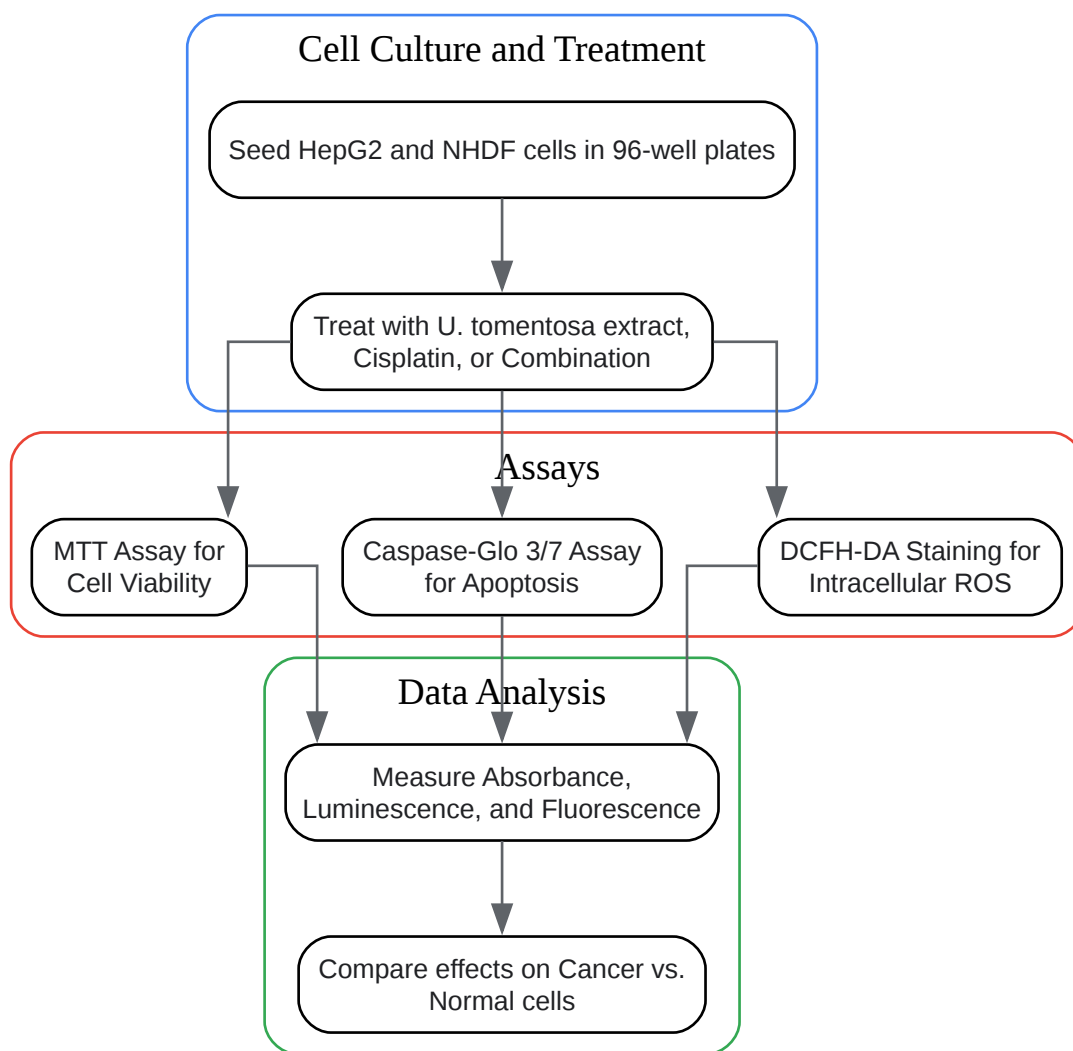 Cell Culture and Treatment
Seed HepG2 and NHDF cells in 96-well plates
Treat with U. tomentosa extract,
Cisplatin, or Combination
Assays
MTT Assay for
Cell Viability
Caspase-Glo 3/7 Assay
for Apoptosis
DCFH-DA Staining for
Intracellular ROS
Data Analysis
Measure Absorbance,
Luminescence, and Fluorescence
Compare effects on Cancer vs.
Normal cells